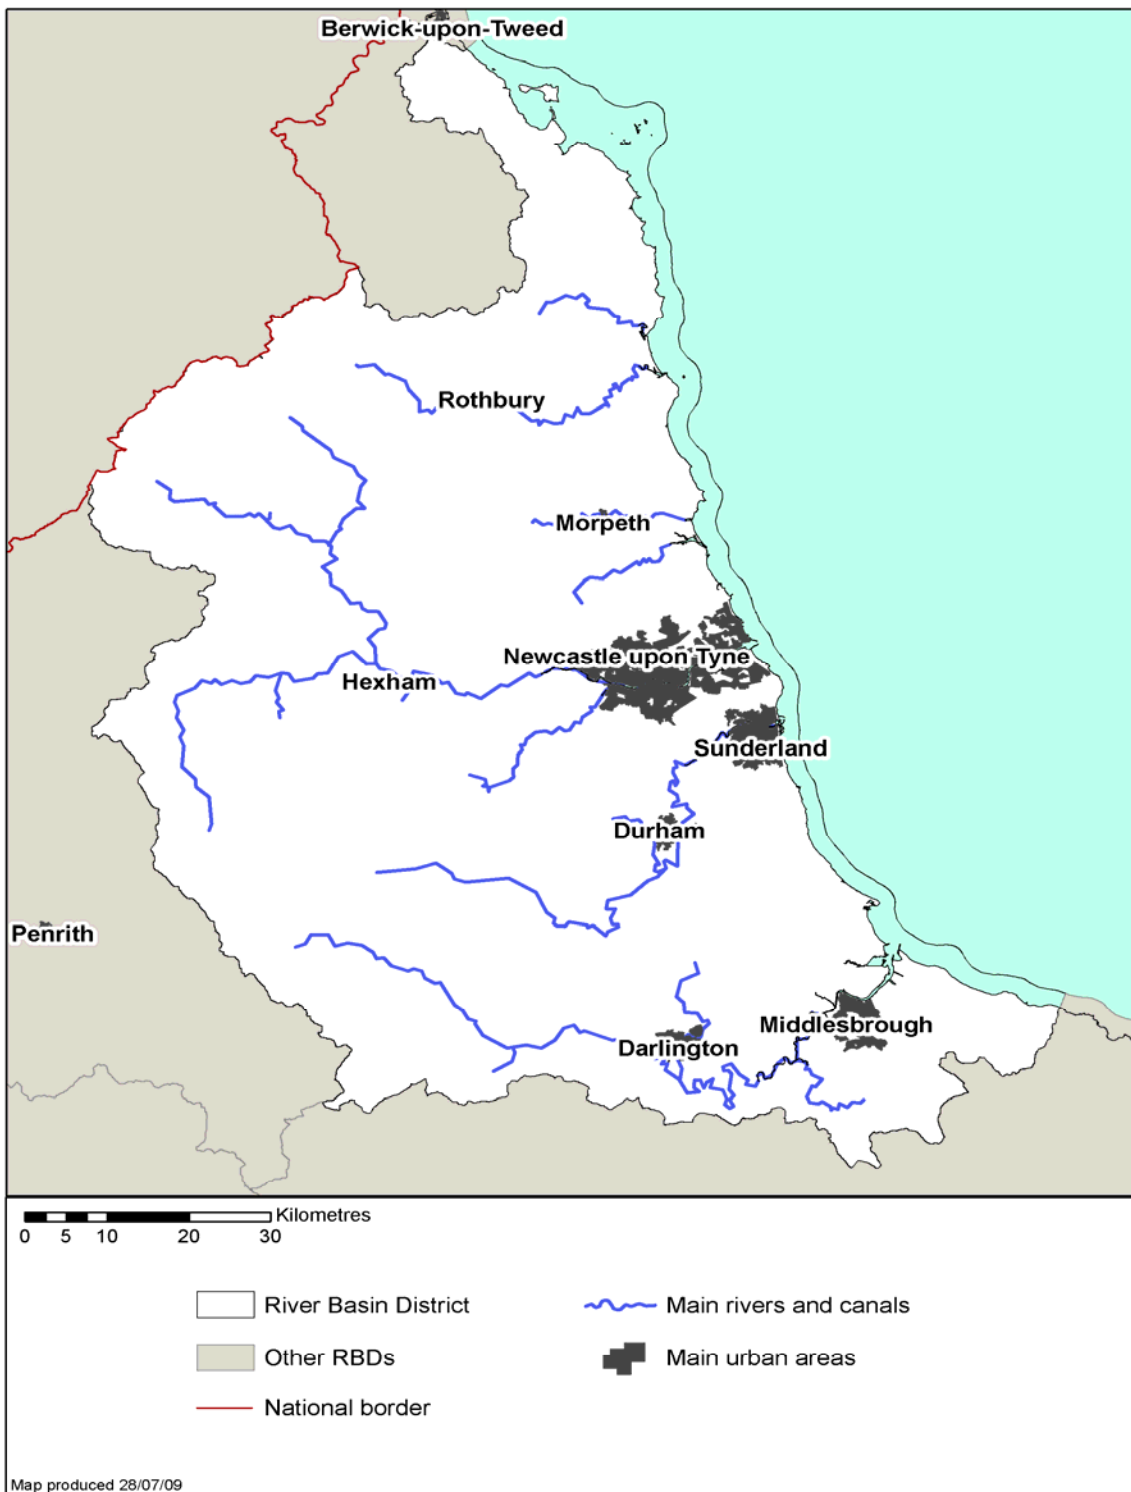 Berwick-upon-Tweed
Rothbury
Morpeth
Newcastle upon Tyne
Hexham
Sunderland
Durham
Penrith
Middlesbrough
Darlington
Kilometres
0 5 10 20 30
River Basin District
Main rivers and canals
Other RBDs
Main urban areas
National border
Map produced 28/07/09